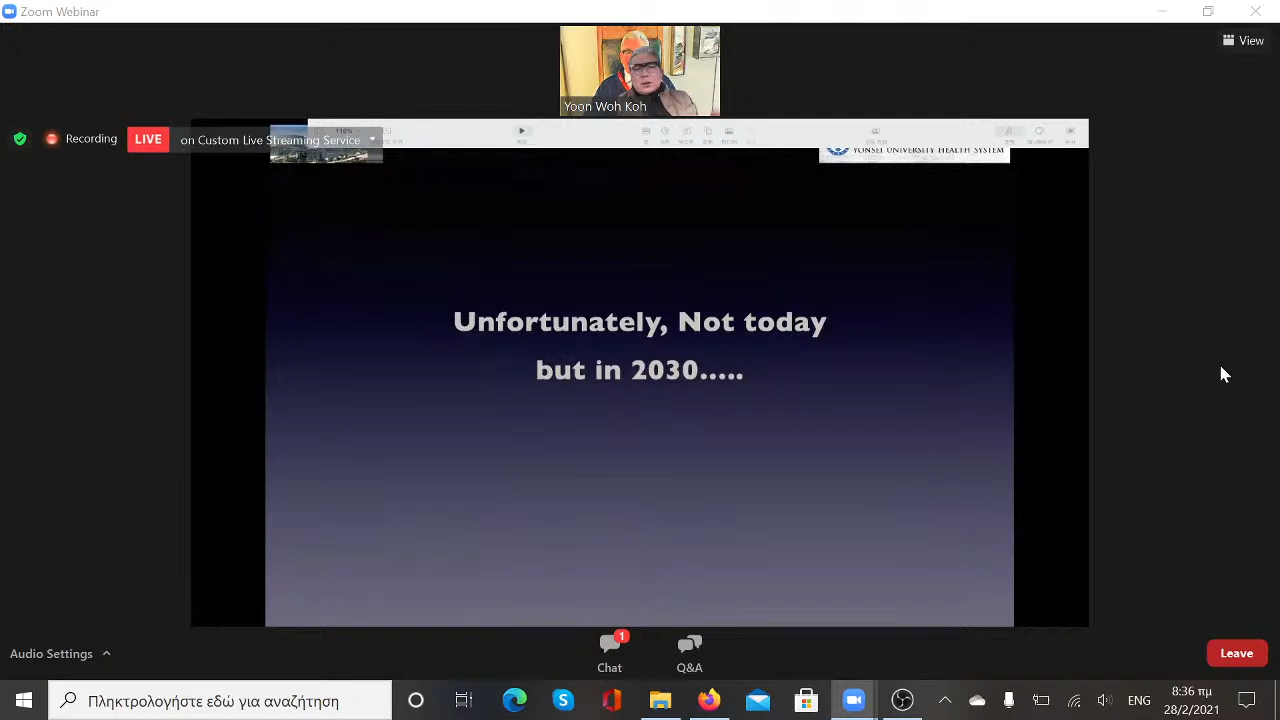 Zoom Webinar
View
Yoon Woh Koh
Recording
LIVE
on Custom Live Streaming Service
116%
YONSEI UNIVERSITY HEALTH SYSTEM
Unfortunately, Not today
but in 2030.....
Audio Settings
1
Chat
Q&A
Leave
Πληκτρολογήστε εδώ για αναζήτηση
ENG
8:36 πμ
28/2/2021